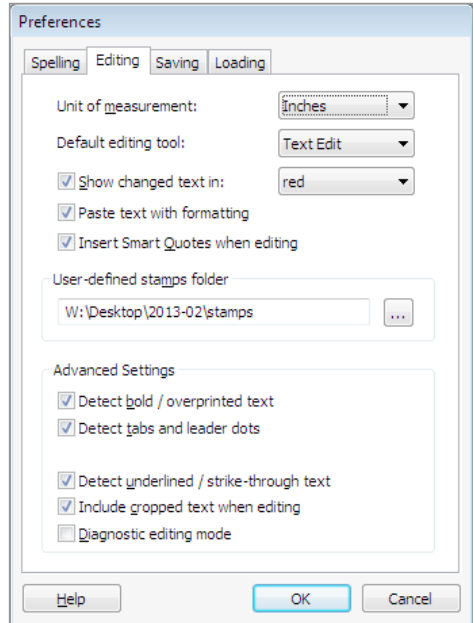 Preferences
Spelling Editing Saving Loading
Unit of measurement: Inches
Default editing tool: Text Edit
Show changed text in: red
Paste text with formatting
Insert Smart Quotes when editing
User-defined stamps folder
W:\Desktop\2013-02\stamps ...
Advanced Settings
Detect bold / overprinted text
Detect tabs and leader dots
Detect underlined / strike-through text
Include cropped text when editing
Diagnostic editing mode
Help OK Cancel